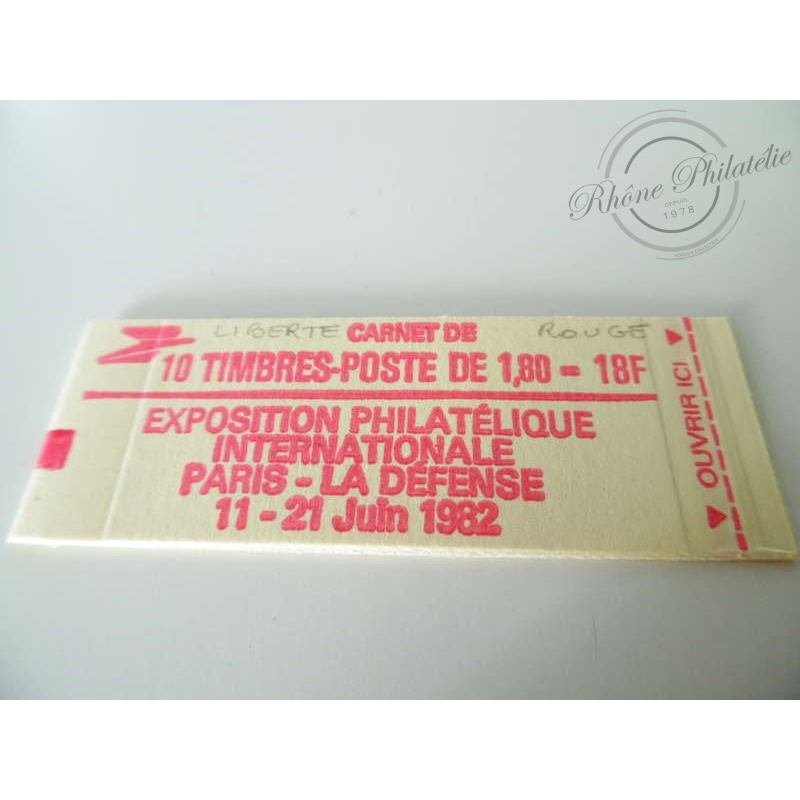 Rhône Philatélie
DEPUIS
1978
LIBERTE CARNET DE ROUGE
10 TIMBRES-POSTE DE 1,80 = 18F
EXPOSITION PHILATÉLIQUE
INTERNATIONALE
PARIS - LA DÉFENSE
11 - 21 Juin 1982
OUVRIR ICI